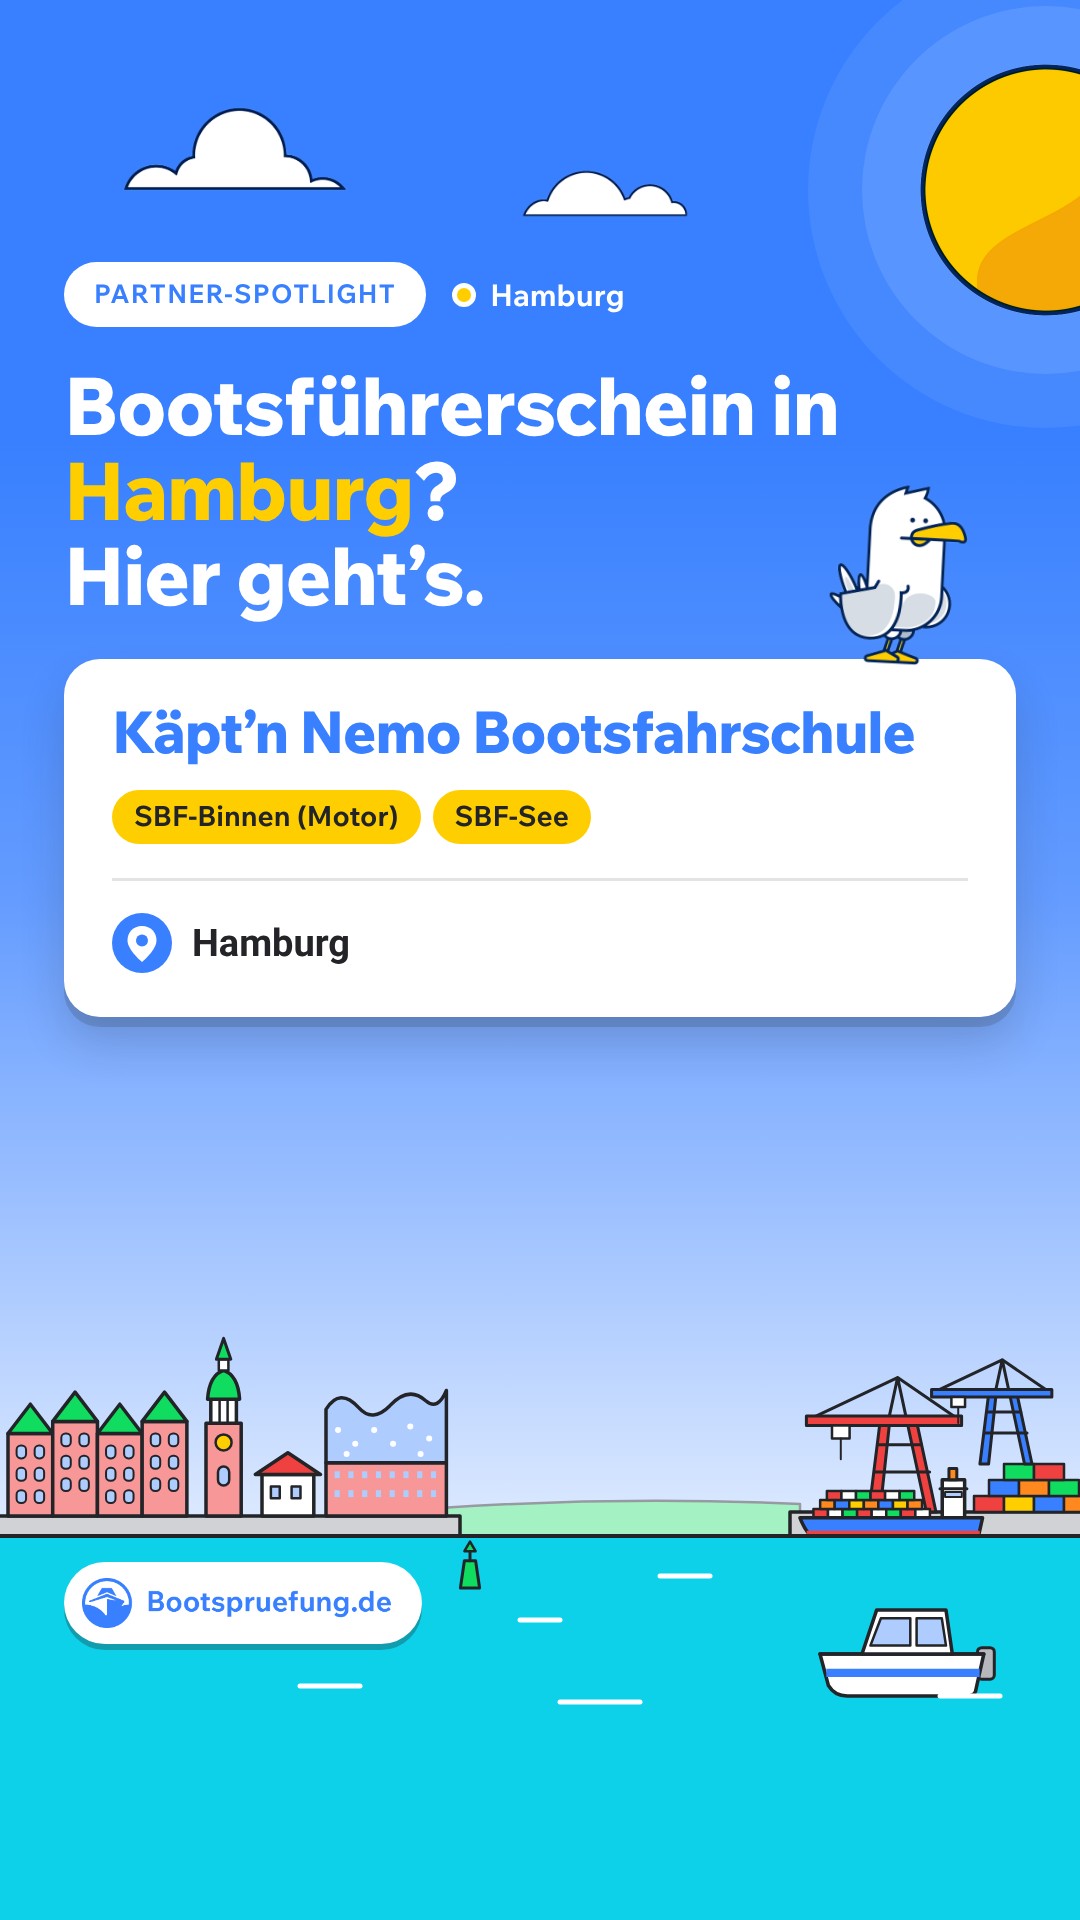 PARTNER-SPOTLIGHT
Hamburg
Bootsführerschein in
Hamburg?
Hier geht’s.
Käpt’n Nemo Bootsfahrschule
SBF-Binnen (Motor)
SBF-See
Hamburg
Bootspruefung.de